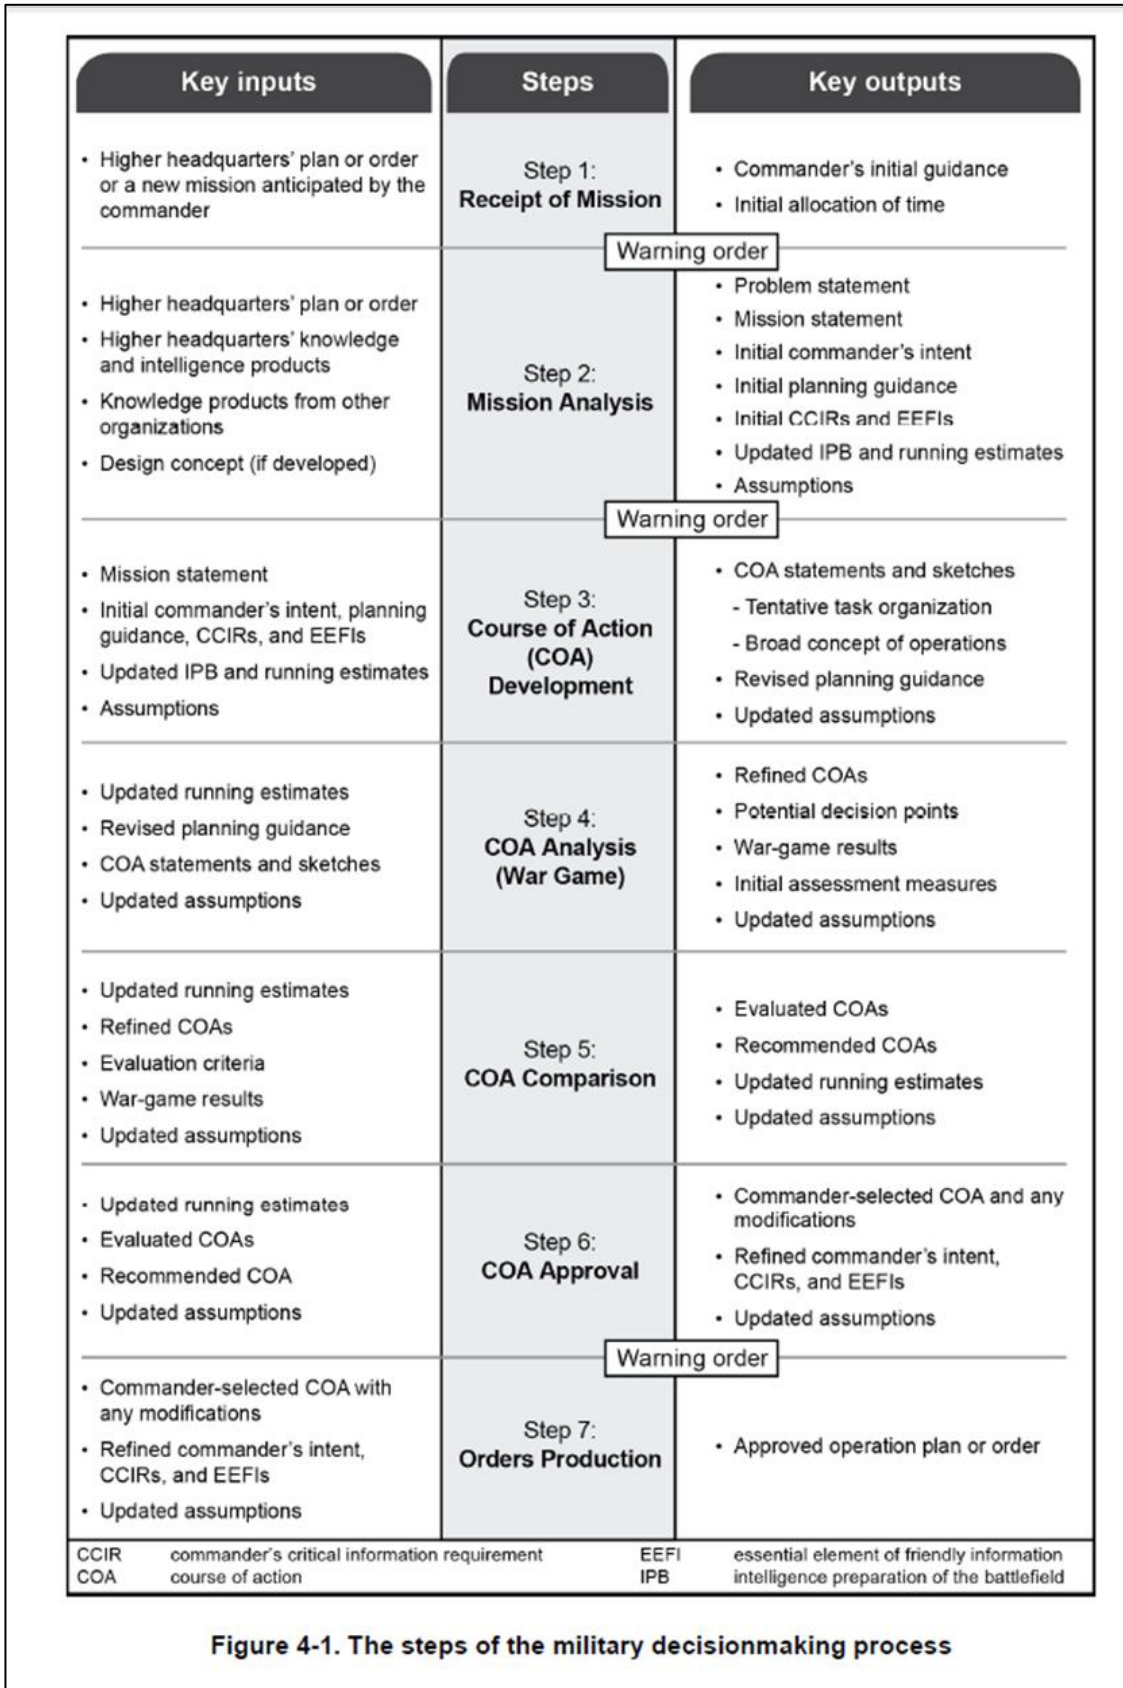 Key inputs
Steps
Key outputs
• Higher headquarters' plan or order
or a new mission anticipated by the
commander
Step 1:
Receipt of Mission
• Commander's initial guidance
• Initial allocation of time
Warning order
• Higher headquarters' plan or order
• Higher headquarters' knowledge
and intelligence products
• Knowledge products from other
organizations
• Design concept (if developed)
Step 2:
Mission Analysis
• Problem statement
• Mission statement
• Initial commander's intent
• Initial planning guidance
• Initial CCIRs and EEFIs
• Updated IPB and running estimates
• Assumptions
Warning order
• Mission statement
• Initial commander's intent, planning
guidance, CCIRs, and EEFIs
• Updated IPB and running estimates
• Assumptions
Step 3:
Course of Action
(COA)
Development
• COA statements and sketches
- Tentative task organization
- Broad concept of operations
• Revised planning guidance
• Updated assumptions
• Updated running estimates
• Revised planning guidance
• COA statements and sketches
• Updated assumptions
Step 4:
COA Analysis
(War Game)
• Refined COAs
• Potential decision points
• War-game results
• Initial assessment measures
• Updated assumptions
• Updated running estimates
• Refined COAs
• Evaluation criteria
• War-game results
• Updated assumptions
Step 5:
COA Comparison
• Evaluated COAs
• Recommended COAs
• Updated running estimates
• Updated assumptions
• Updated running estimates
• Evaluated COAs
• Recommended COA
• Updated assumptions
Step 6:
COA Approval
• Commander-selected COA and any
modifications
• Refined commander's intent,
CCIRs, and EEFIs
• Updated assumptions
Warning order
• Commander-selected COA with
any modifications
• Refined commander's intent,
CCIRs, and EEFIs
• Updated assumptions
Step 7:
Orders Production
• Approved operation plan or order
CCIR commander's critical information requirement EEFI essential element of friendly information
COA course of action IPB intelligence preparation of the battlefield
Figure 4-1. The steps of the military decisionmaking process